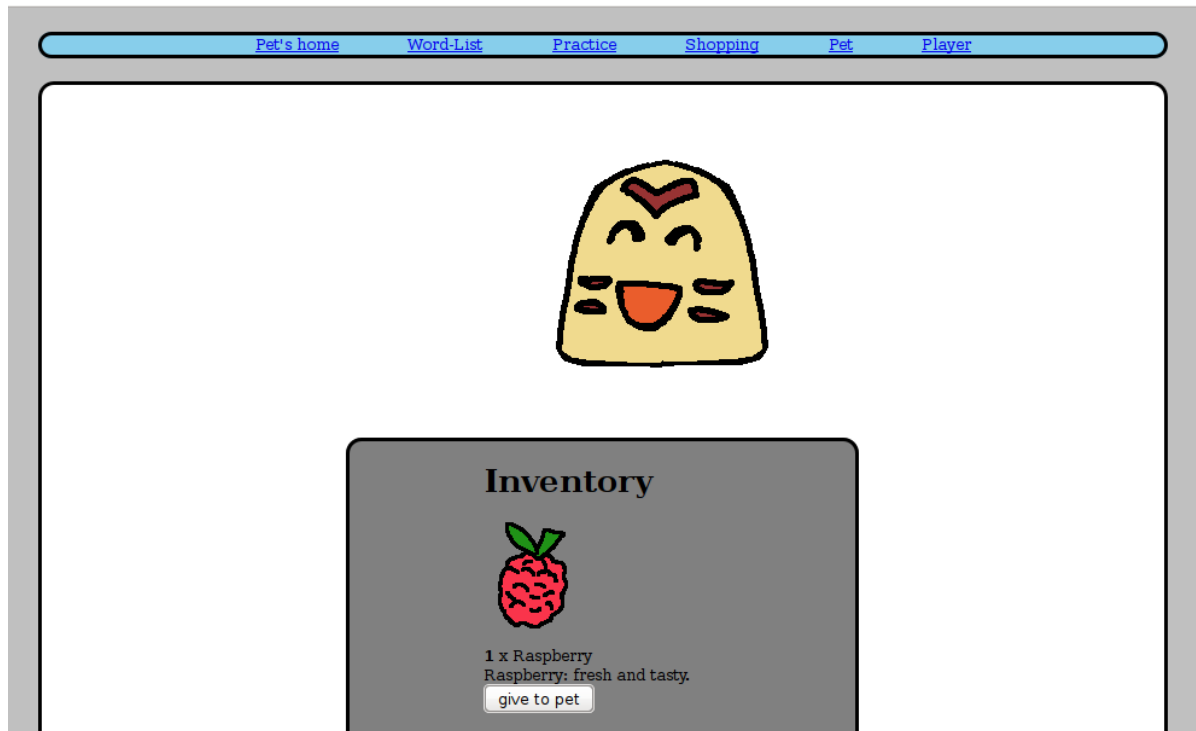 Pet's home Word-List Practice Shopping Pet Player
Inventory
1 x Raspberry
Raspberry: fresh and tasty.
give to pet